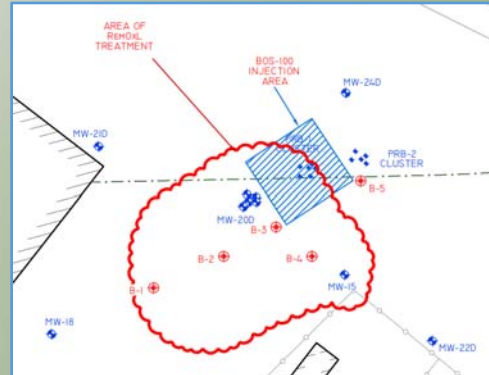 AREA OF
REMOXL
TREATMENT
BOS-100
INJECTION
AREA
MW-24D
MW-21D
PRB-2
CLUSTER
B-5
MW-20D
B-3
B-2
B-4
MW-15
B-1
MW-18
MW-22D